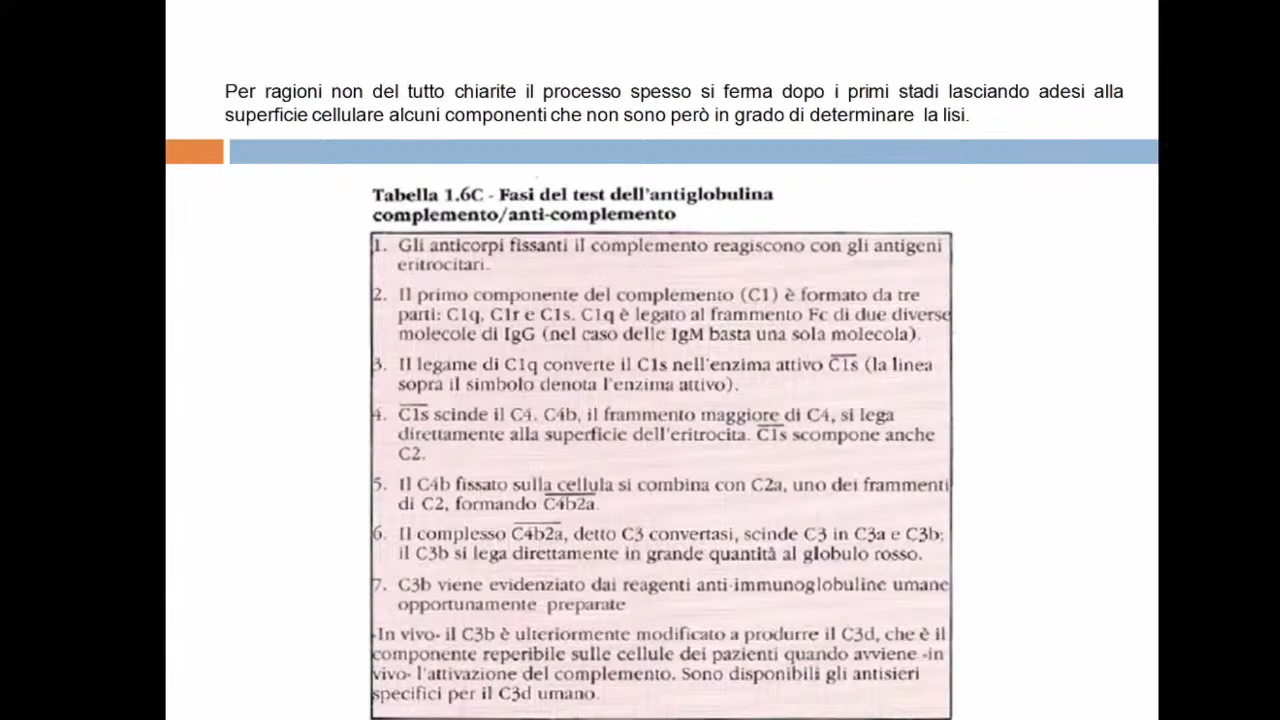 Per ragioni non del tutto chiarite il processo spesso si ferma dopo i primi stadi lasciando adesi alla
superficie cellulare alcuni componenti che non sono però in grado di determinare la lisi.
Tabella 1.6C - Fasi del test dell'antiglobulina
complemento/anti-complemento
1. Gli anticorpi fissanti il complemento reagiscono con gli antigeni
eritrocitari.
2. Il primo componente del complemento (C1) è formato da tre
parti: C1q, C1r e C1s. C1q è legato al frammento Fc di due diverse
molecole di IgG (nel caso delle IgM basta una sola molecola).
3. Il legame di C1q converte il C1s nell'enzima attivo C̅1̅s̅ (la linea
sopra il simbolo denota l'enzima attivo).
4. C̅1̅s̅ scinde il C4. C4b, il frammento maggiore di C4, si lega
direttamente alla superficie dell'eritrocita. C̅1̅s̅ scompone anche
C2.
5. Il C4b fissato sulla cellula si combina con C2a, uno dei frammenti
di C2, formando C̅4̅b̅2̅a̅.
6. Il complesso C̅4̅b̅2̅a̅, detto C3 convertasi, scinde C3 in C3a e C3b;
il C3b si lega direttamente in grande quantità al globulo rosso.
7. C3b viene evidenziato dai reagenti anti-immunoglobuline umane
opportunamente preparate
-In vivo- il C3b è ulteriormente modificato a produrre il C3d, che è il
componente reperibile sulle cellule dei pazienti quando avviene -in
vivo- l'attivazione del complemento. Sono disponibili gli antisieri
specifici per il C3d umano.